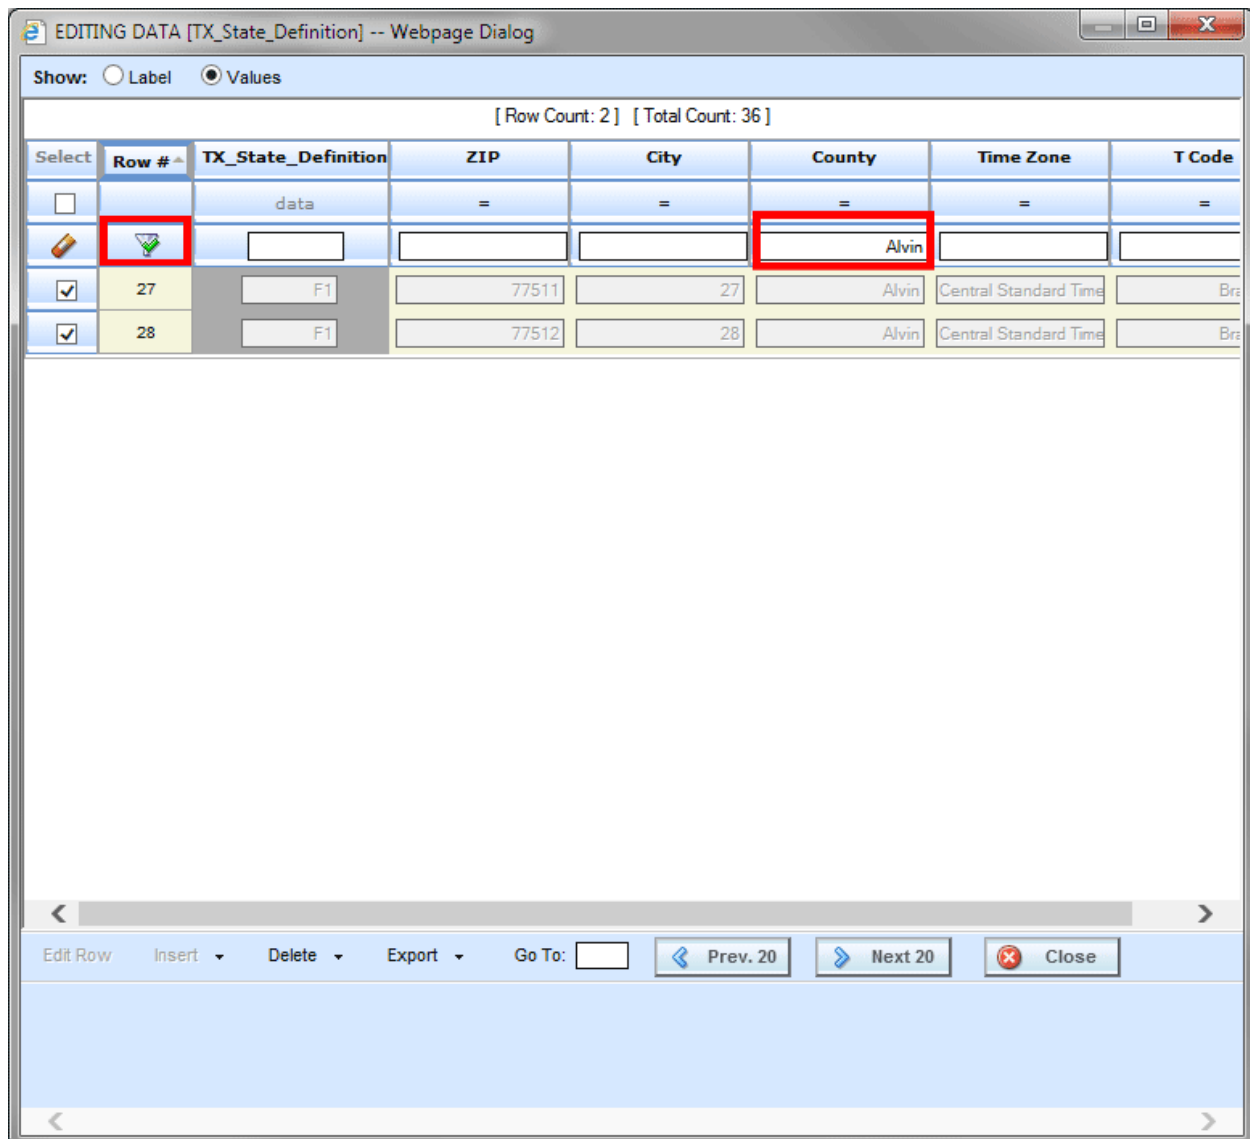 EDITING DATA [TX_State_Definition] -- Webpage Dialog
Show: Label Values
[ Row Count: 2 ] [ Total Count: 36 ]
Select Row # TX_State_Definition ZIP City County Time Zone T Code
data = = = = =
Alvin
27 F1 77511 27 Alvin Central Standard Time Bra
28 F1 77512 28 Alvin Central Standard Time Bra
Edit Row Insert Delete Export Go To: Prev. 20 Next 20 Close